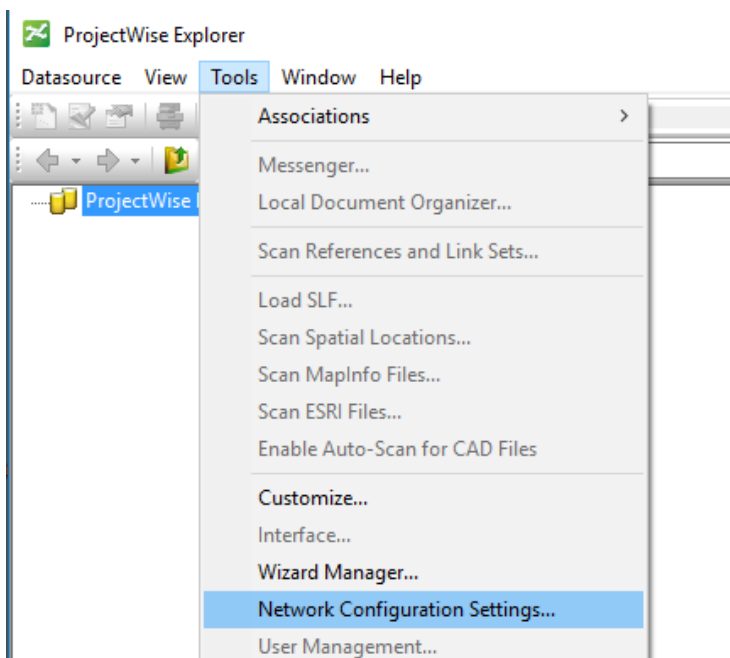 ProjectWise Explorer
Datasource View Tools Window Help
Associations
Messenger...
ProjectWise
Local Document Organizer...
Scan References and Link Sets...
Load SLF...
Scan Spatial Locations...
Scan MapInfo Files...
Scan ESRI Files...
Enable Auto-Scan for CAD Files
Customize...
Interface...
Wizard Manager...
Network Configuration Settings...
User Management...